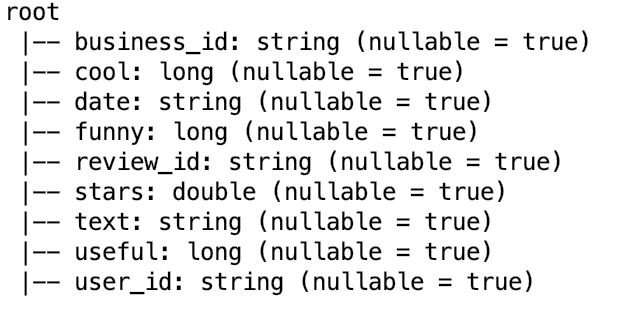 root
 |-- business_id: string (nullable = true)
 |-- cool: long (nullable = true)
 |-- date: string (nullable = true)
 |-- funny: long (nullable = true)
 |-- review_id: string (nullable = true)
 |-- stars: double (nullable = true)
 |-- text: string (nullable = true)
 |-- useful: long (nullable = true)
 |-- user_id: string (nullable = true)